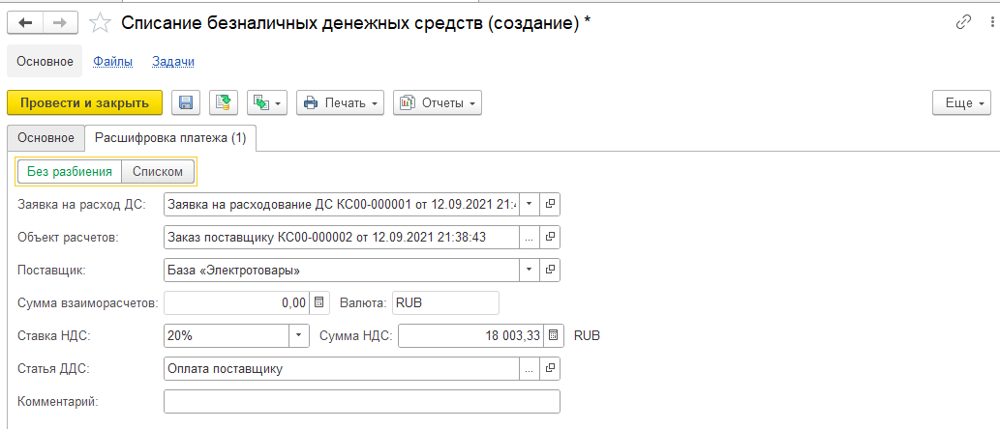 Списание безналичных денежных средств (создание) *
Основное Файлы Задачи
Провести и закрыть Печать Отчеты Еще
Основное Расшифровка платежа (1)
Без разбиения Списком
Заявка на расход ДС: Заявка на расходование ДС КС00-000001 от 12.09.2021 21:4
Объект расчетов: Заказ поставщику КС00-000002 от 12.09.2021 21:38:43 ...
Поставщик: База «Электротовары»
Сумма взаиморасчетов: 0,00 Валюта: RUB
Ставка НДС: 20% Сумма НДС: 18 003,33 RUB
Статья ДДС: Оплата поставщику ...
Комментарий: